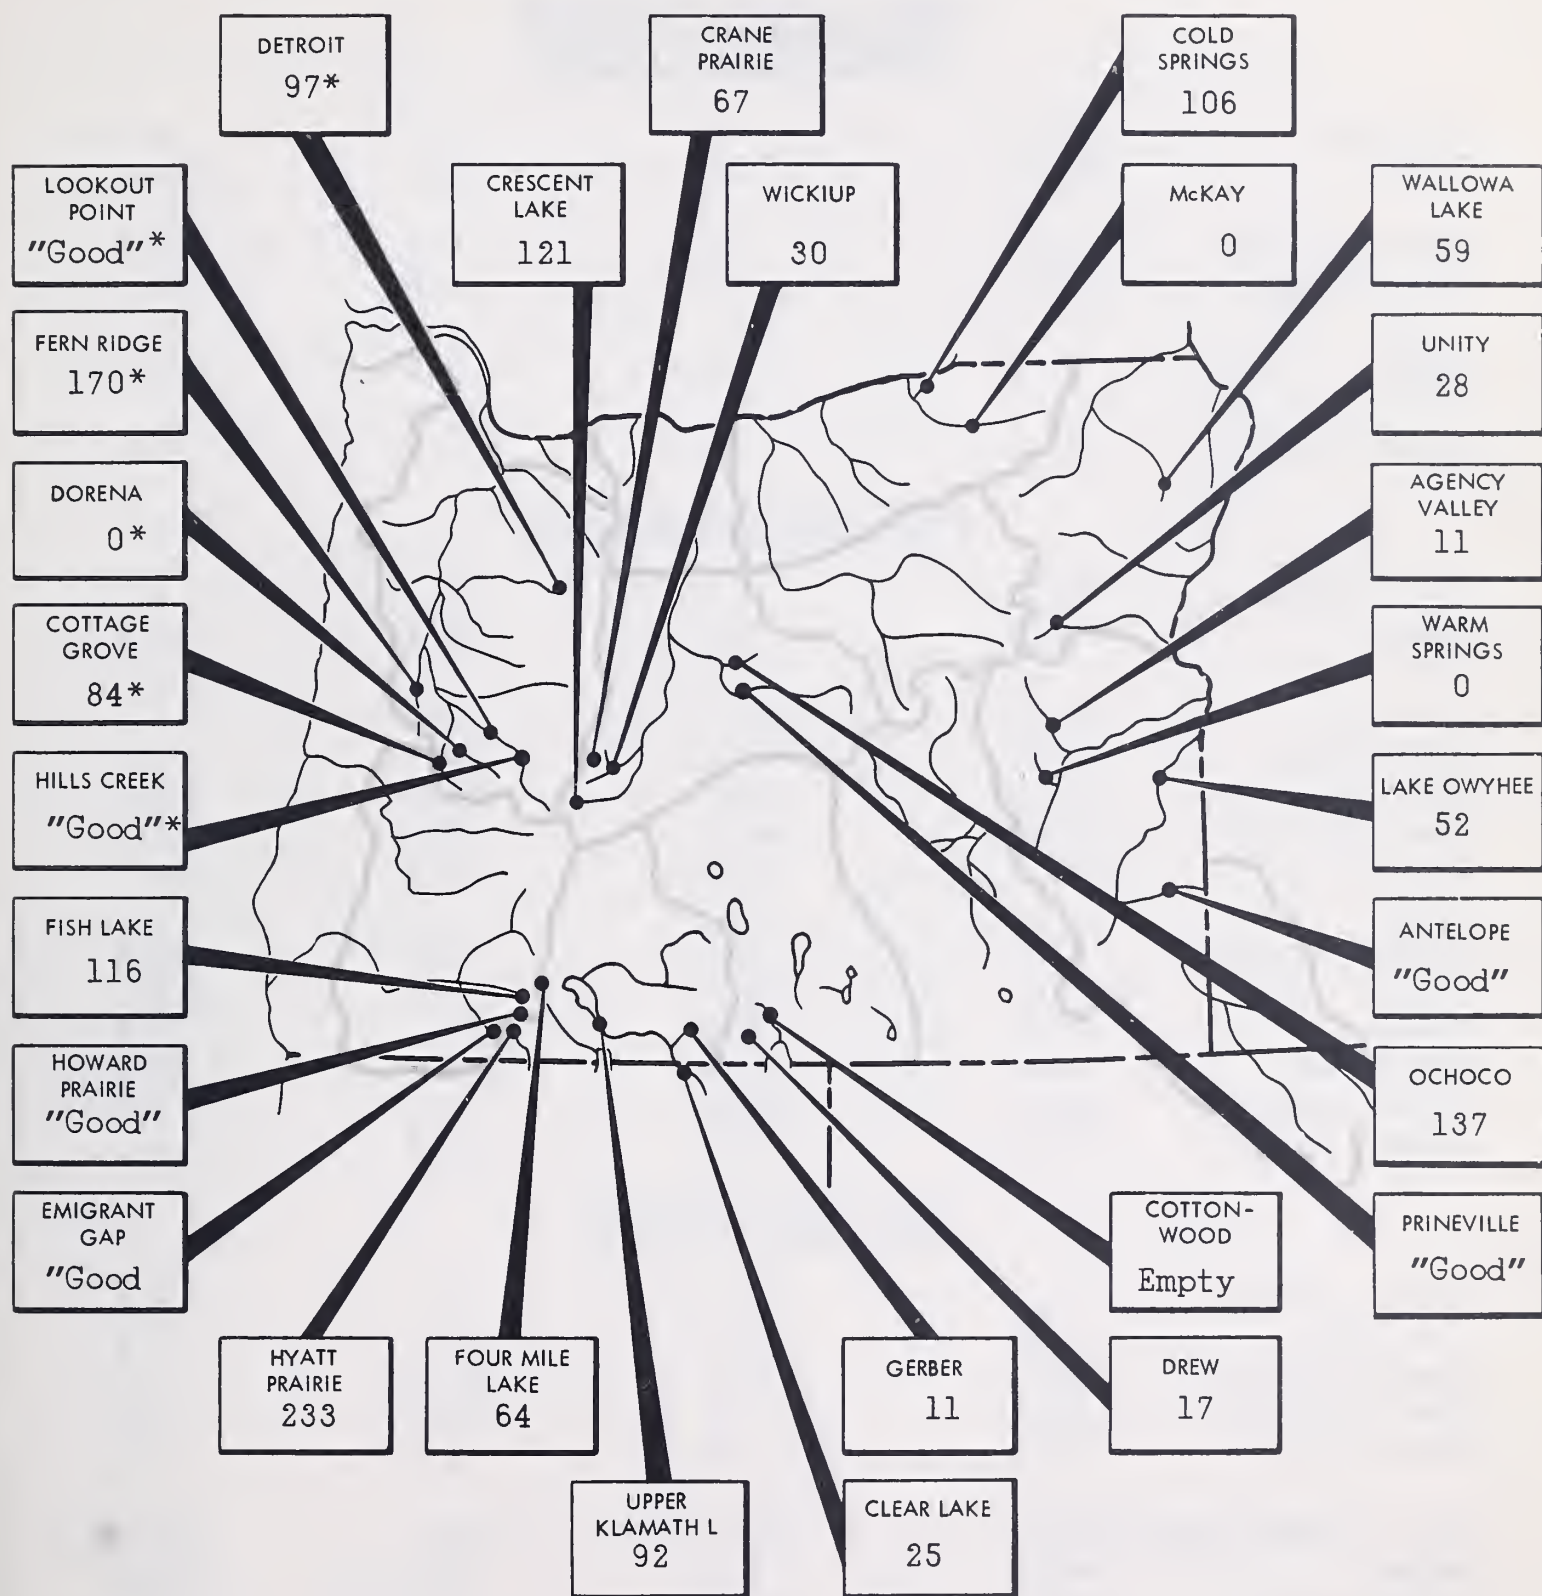 DETROIT
97*
CRANE
PRAIRIE
67
COLD
SPRINGS
106
LOOKOUT
POINT
"Good"*
CRESCENT
LAKE
121
WICKIUP
30
McKAY
0
WALLOWA
LAKE
59
FERN RIDGE
170*
UNITY
28
DORENA
0*
AGENCY
VALLEY
11
COTTAGE
GROVE
84*
WARM
SPRINGS
0
HILLS CREEK
"Good"*
LAKE OWYHEE
52
FISH LAKE
116
ANTELOPE
"Good"
HOWARD
PRAIRIE
"Good"
OCHOCO
137
EMIGRANT
GAP
"Good
COTTON-
WOOD
Empty
PRINEVILLE
"Good"
HYATT
PRAIRIE
233
FOUR MILE
LAKE
64
GERBER
11
DREW
17
UPPER
KLAMATH L
92
CLEAR LAKE
25